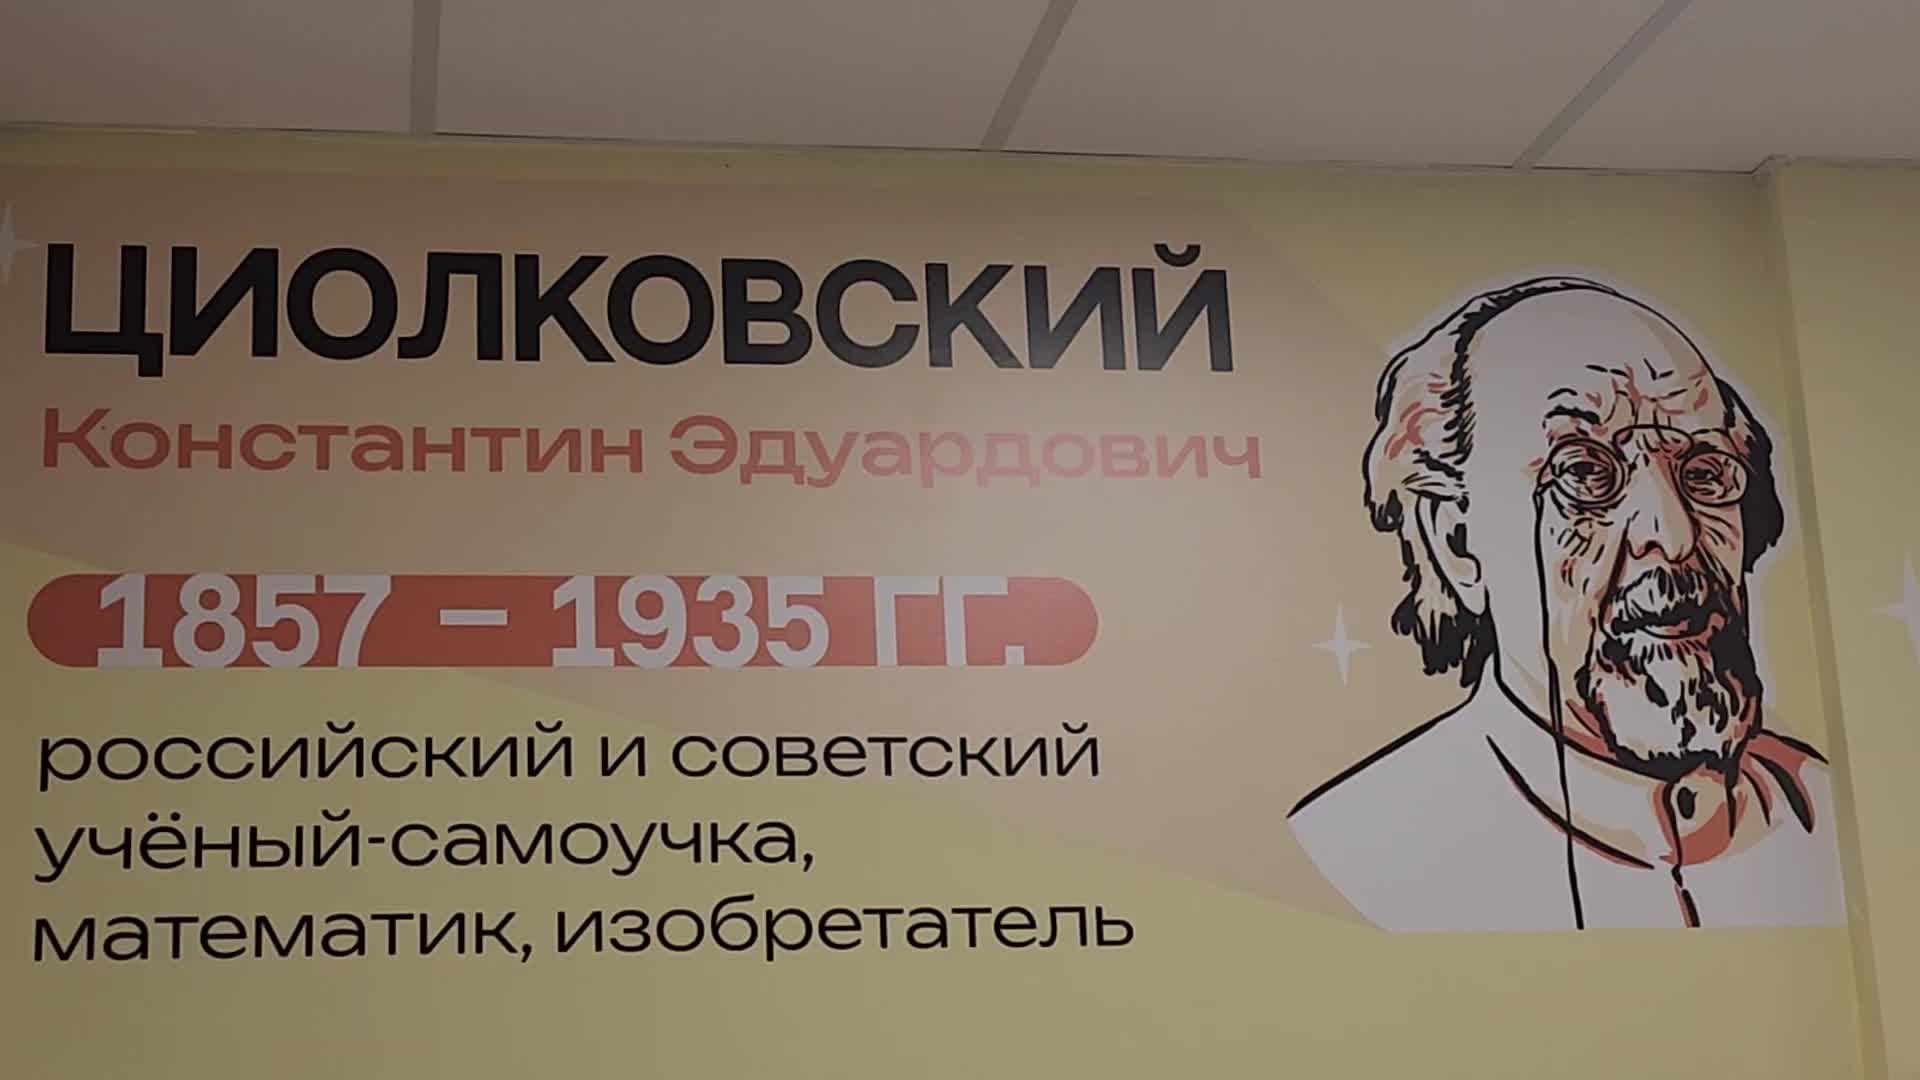 ЦИОЛКОВСКИЙ
Константин Эдуардович
1857 – 1935 ГГ.
российский и советский
учёный-самоучка,
математик, изобретатель